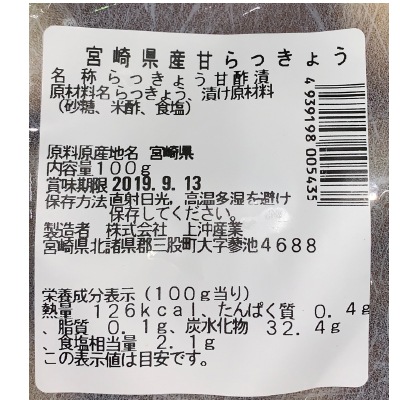 宮崎県産甘らっきょう
名 称 らっきょう甘酢漬
原材料名らっきょう、漬け原材料
（砂糖、米酢、食塩）
原料原産地名 宮崎県
内容量１００ｇ
賞味期限 2019. 9. 13
保存方法直射日光，高温多湿を避け
保存してください。
製造者 株式会社 上沖産業
宮崎県北諸県郡三股町大字蓼池４６８８
栄養成分表示（１００ｇ当り）
熱量 １２６ｋｃａｌ、たんぱく質 ０．４ｇ
、脂質 ０．１ｇ、炭水化物 ３２．４ｇ
、食塩相当量 ２．１ｇ
この表示値は目安です。
4939198 005435